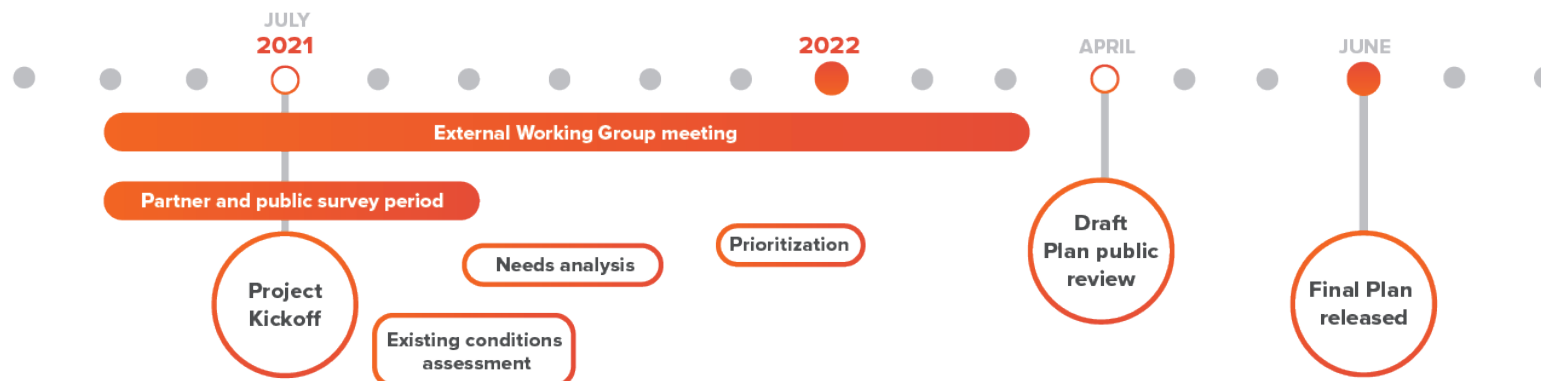 JULY
2021
2022
APRIL
JUNE
External Working Group meeting
Partner and public survey period
Project
Kickoff
Needs analysis
Existing conditions
assessment
Prioritization
Draft
Plan public
review
Final Plan
released